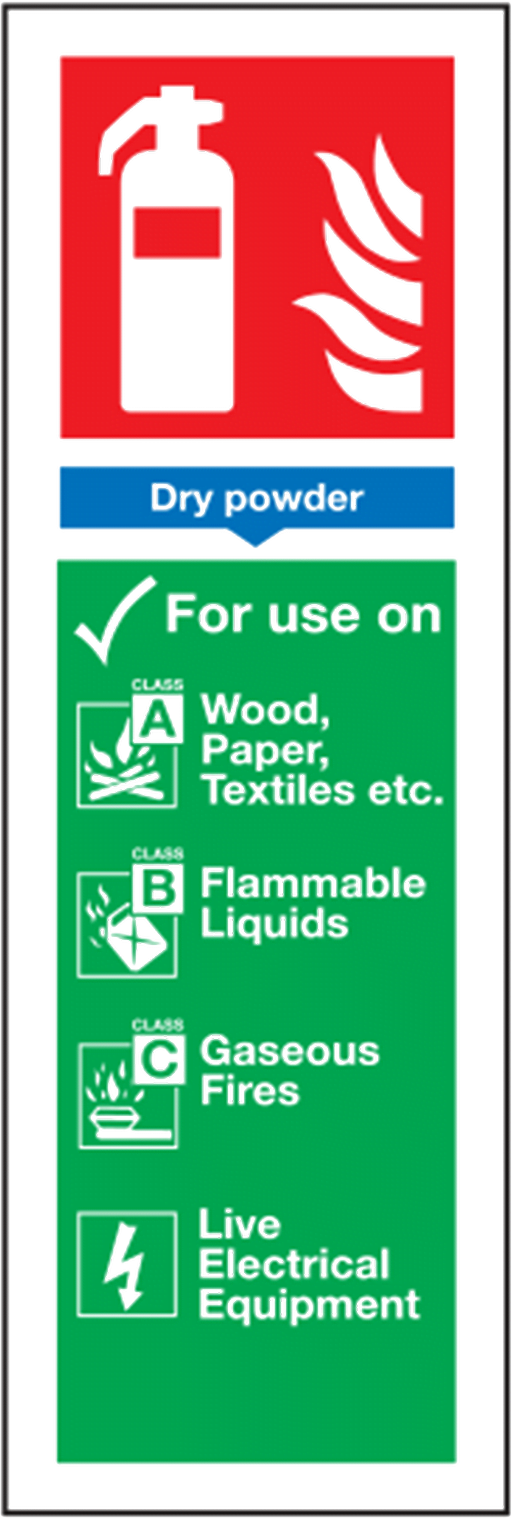 Dry powder
For use on
CLASS
A
Wood,
Paper,
Textiles etc.
CLASS
B
Flammable
Liquids
CLASS
C
Gaseous
Fires
Live
Electrical
Equipment